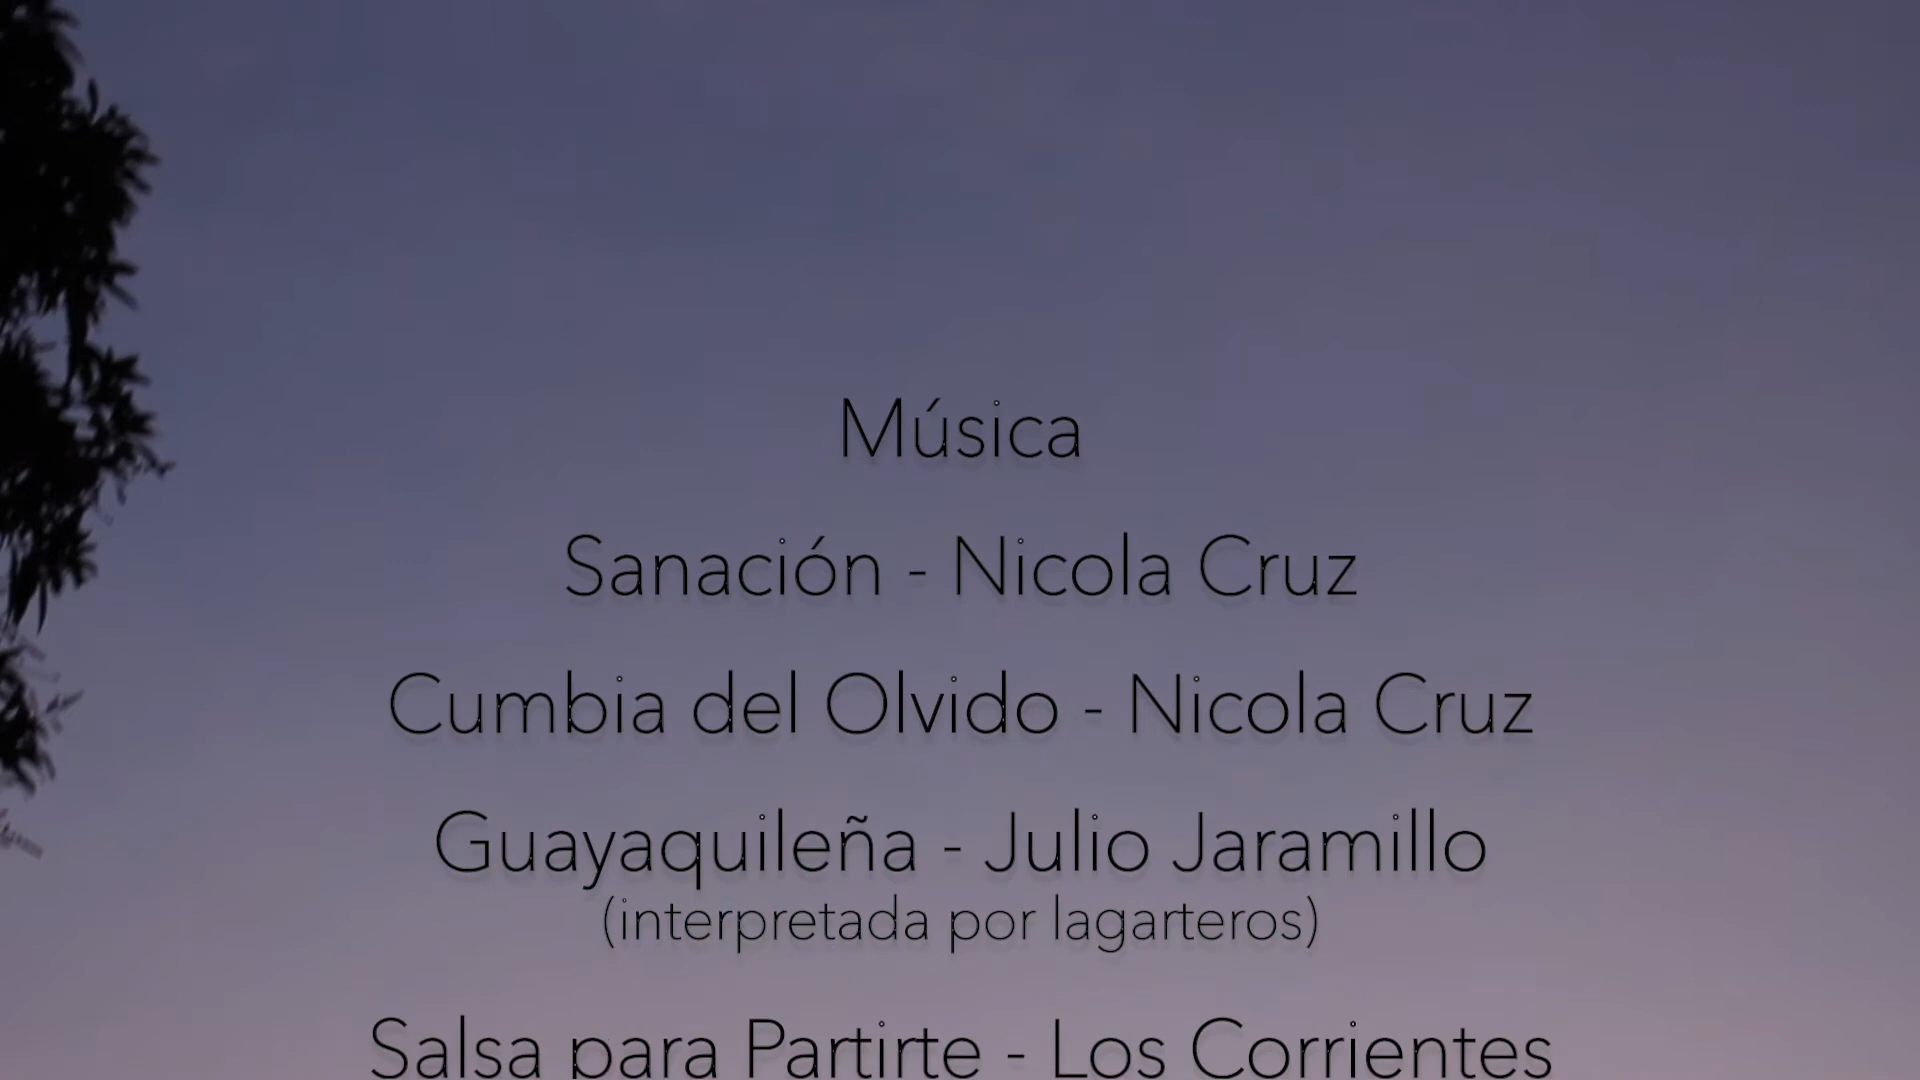 Música
Sanación - Nicola Cruz
Cumbia del Olvido - Nicola Cruz
Guayaquileña - Julio Jaramillo
(interpretada por lagarteros)
Salsa para Partirte - Los Corrientes